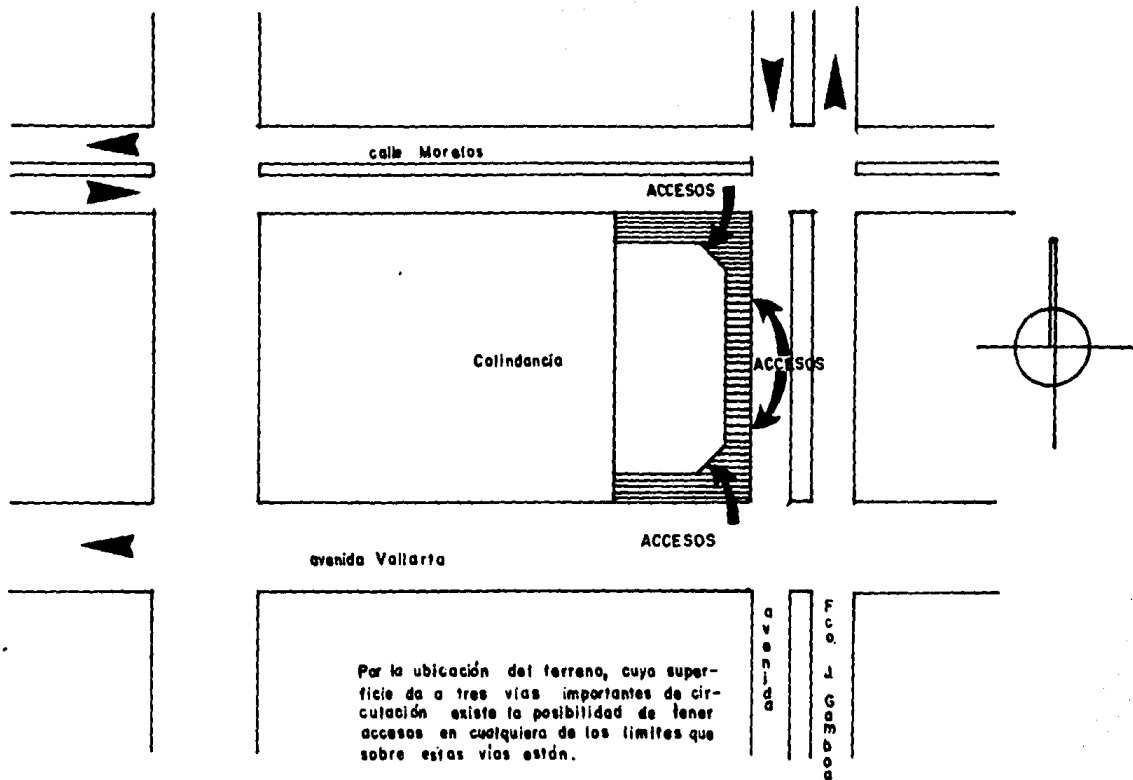 calle Morelos
ACCESOS
Colindancia
ACCESOS
ACCESOS
avenida Vallarta
avenida
Fco. J. Gamboa
Por la ubicación del terreno, cuya super-
ficie da a tres vías importantes de cir-
culación existe la posibilidad de tener
accesos en cualquiera de los límites que
sobre estas vías están.